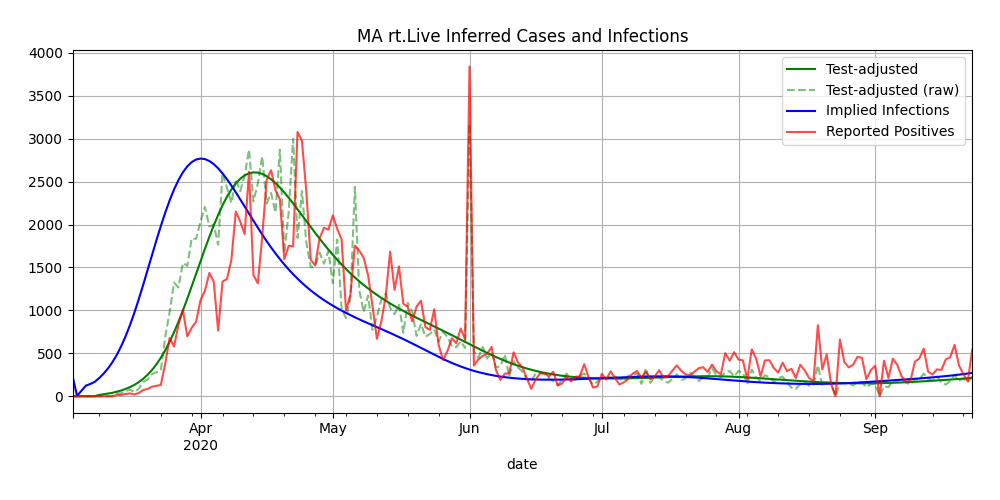 MA rt.Live Inferred Cases and Infections
4000
3500
3000
2500
2000
1500
1000
500
0
Test-adjusted
Test-adjusted (raw)
Implied Infections
Reported Positives
Apr
2020
May
Jun
Jul
Aug
Sep
date